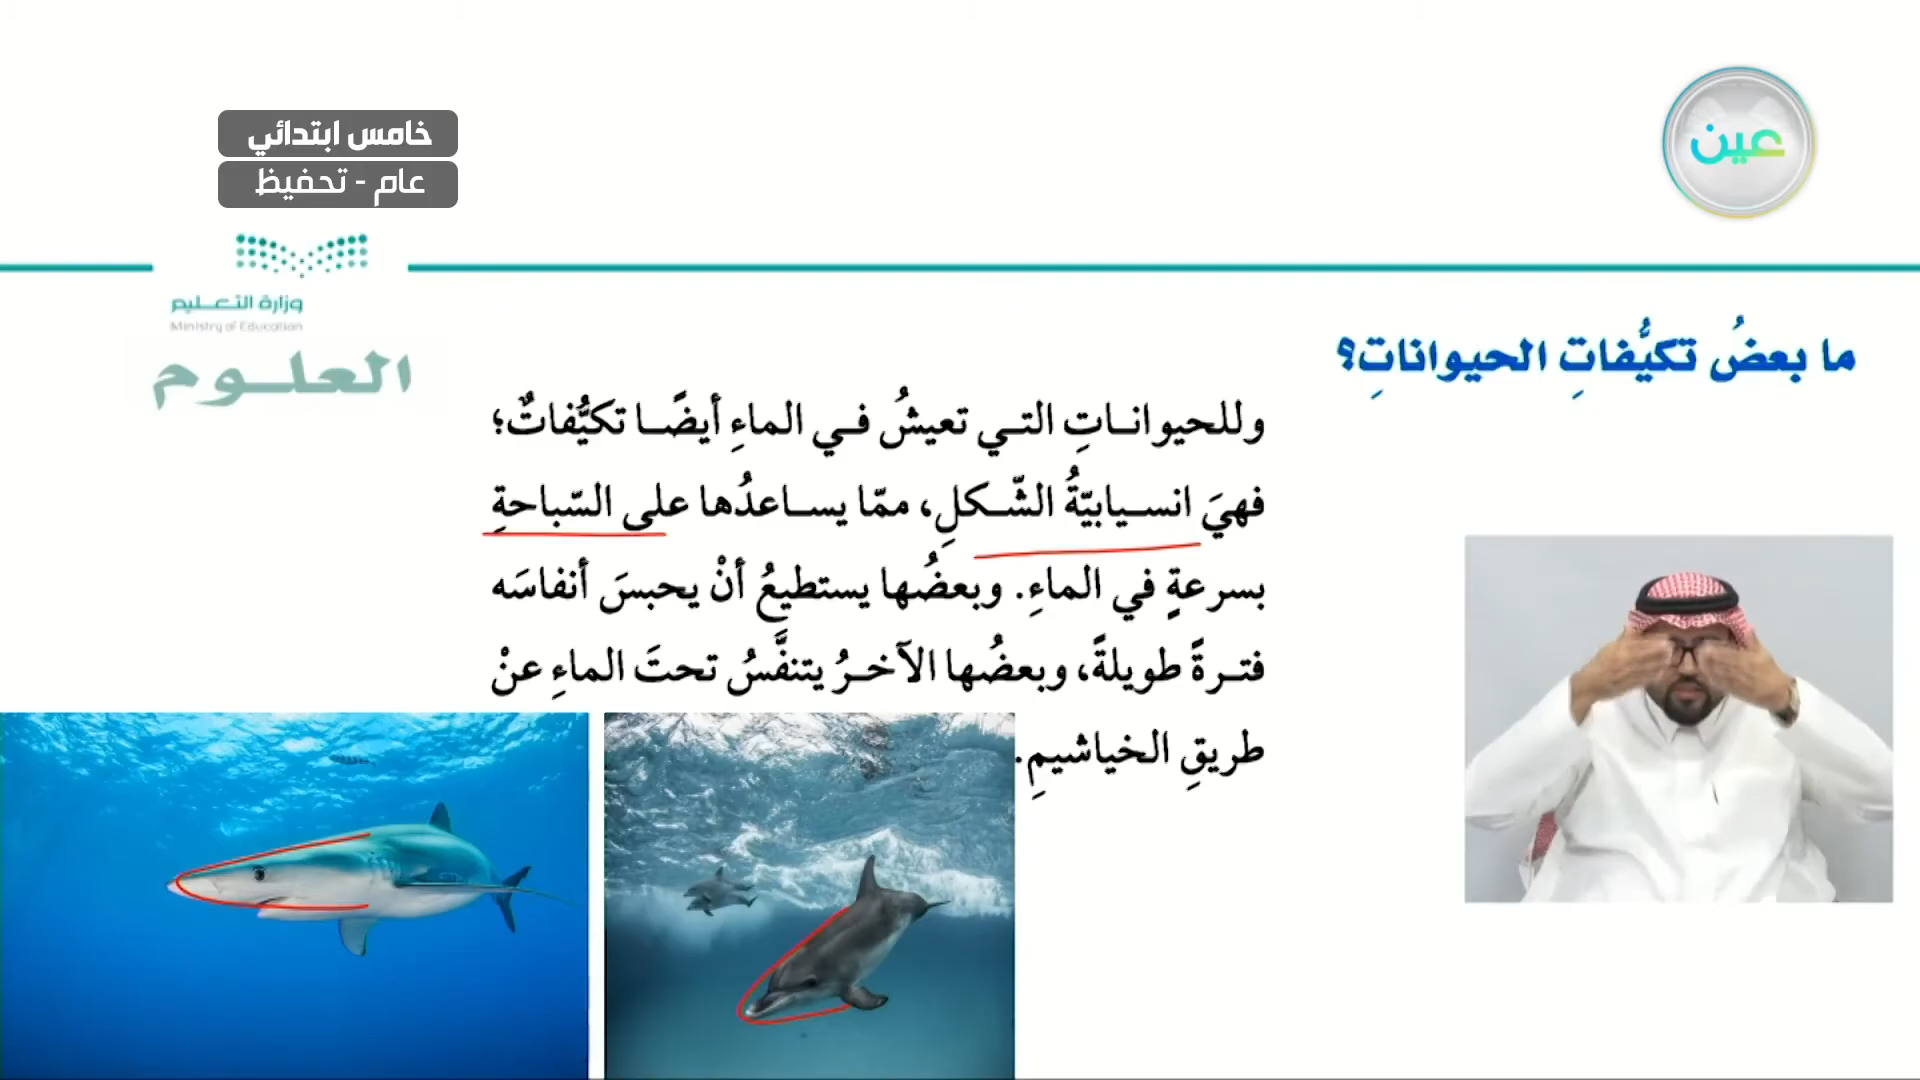 خامس ابتدائي
عام - تحفيظ
عين
وزارة التعليم
Ministry of Education
العلوم
ما بعضُ تكيُّفاتِ الحيواناتِ؟
وللحيواناتِ التي تعيشُ في الماءِ أيضًا تكيُّفاتٌ؛
فهيَ انسيابيّةُ الشّكلِ، ممّا يساعدُها على السّباحةِ
بسرعةٍ في الماءِ. وبعضُها يستطيعُ أنْ يحبسَ أنفاسَه
فترةً طويلةً، وبعضُها الآخرُ يتنفَّسُ تحتَ الماءِ عنْ
طريقِ الخياشيمِ.